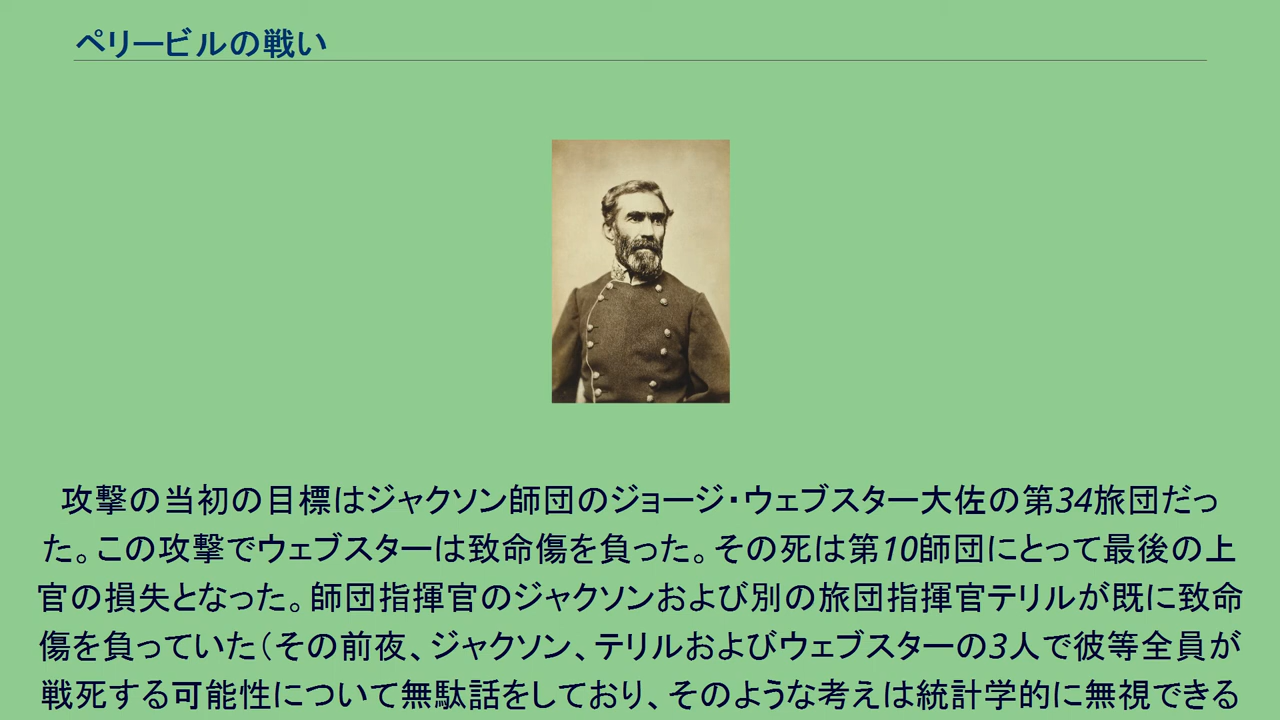 ペリービルの戦い
攻撃の当初の目標はジャクソン師団のジョージ・ウェブスター大佐の第34旅団だっ
た。この攻撃でウェブスターは致命傷を負った。その死は第10師団にとって最後の上
官の損失となった。師団指揮官のジャクソンおよび別の旅団指揮官テリルが既に致命
傷を負っていた（その前夜、ジャクソン、テリルおよびウェブスターの3人で彼等全員が
戦死する可能性について無駄話をしており、そのような考えは統計学的に無視できる